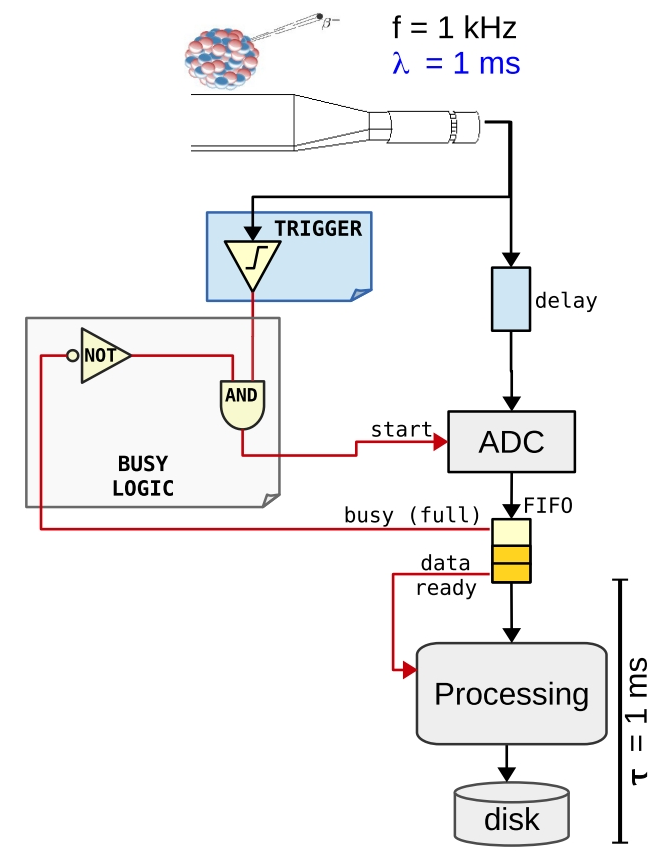 β⁻
f = 1 kHz
λ = 1 ms
TRIGGER
delay
NOT
AND
start
ADC
BUSY
LOGIC
FIFO
busy (full)
data
ready
Processing
τ = 1 ms
disk